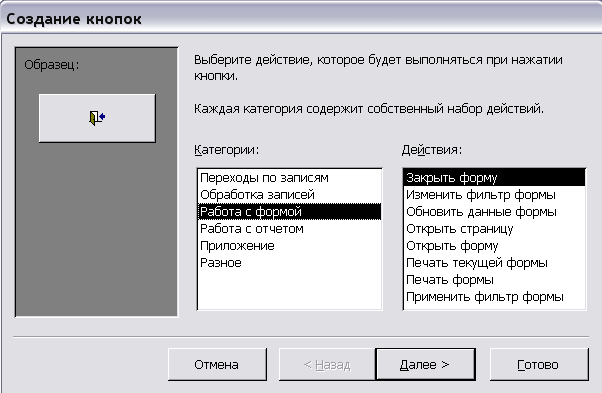 Создание кнопок
Образец:
Выберите действие, которое будет выполняться при нажатии
кнопки.
Каждая категория содержит собственный набор действий.
Категории:
Переходы по записям
Обработка записей
Работа с формой
Работа с отчетом
Приложение
Разное
Действия:
Закрыть форму
Изменить фильтр формы
Обновить данные формы
Открыть страницу
Открыть форму
Печать текущей формы
Печать формы
Применить фильтр формы
Отмена
< Назад
Далее >
Готово